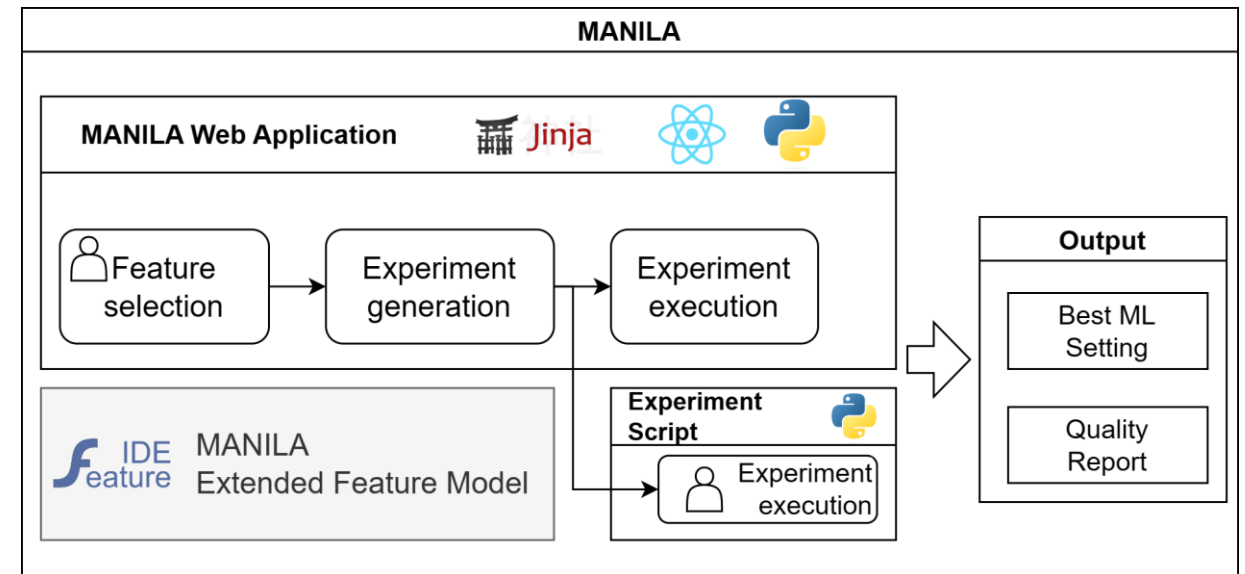 MANILA
MANILA Web Application
Jinja
Feature
selection
Experiment
generation
Experiment
execution
Output
Best ML
Setting
Quality
Report
IDE
Feature
MANILA
Extended Feature Model
Experiment
Script
Experiment
execution